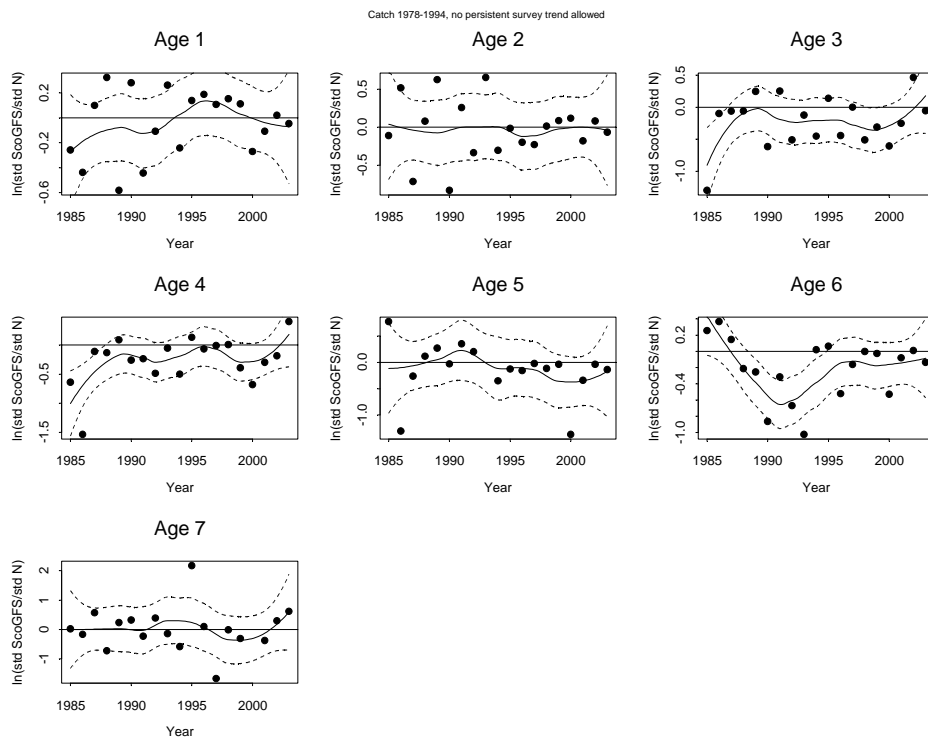 Catch 1978-1994, no persistent survey trend allowed
Age 1
ln(std ScoGFS/std N)
0.2
-0.2
-0.6
1985 1990 1995 2000
Year
Age 2
ln(std ScoGFS/std N)
0.5
0.0
-0.5
1985 1990 1995 2000
Year
Age 3
ln(std ScoGFS/std N)
0.5
0.0
-1.0
1985 1990 1995 2000
Year
Age 4
ln(std ScoGFS/std N)
-0.5
-1.5
1985 1990 1995 2000
Year
Age 5
ln(std ScoGFS/std N)
0.0
-1.0
1985 1990 1995 2000
Year
Age 6
ln(std ScoGFS/std N)
0.2
-0.4
-1.0
1985 1990 1995 2000
Year
Age 7
ln(std ScoGFS/std N)
2
1
0
-1
1985 1990 1995 2000
Year